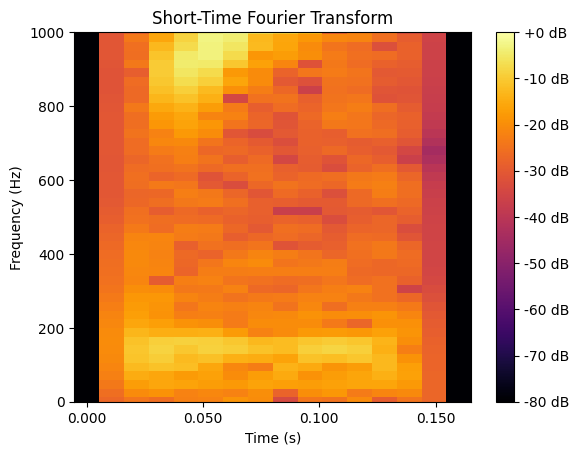 Short-Time Fourier Transform
1000
800
600
400
200
0
Frequency (Hz)
0.000
0.050
0.100
0.150
Time (s)
+0 dB
-10 dB
-20 dB
-30 dB
-40 dB
-50 dB
-60 dB
-70 dB
-80 dB